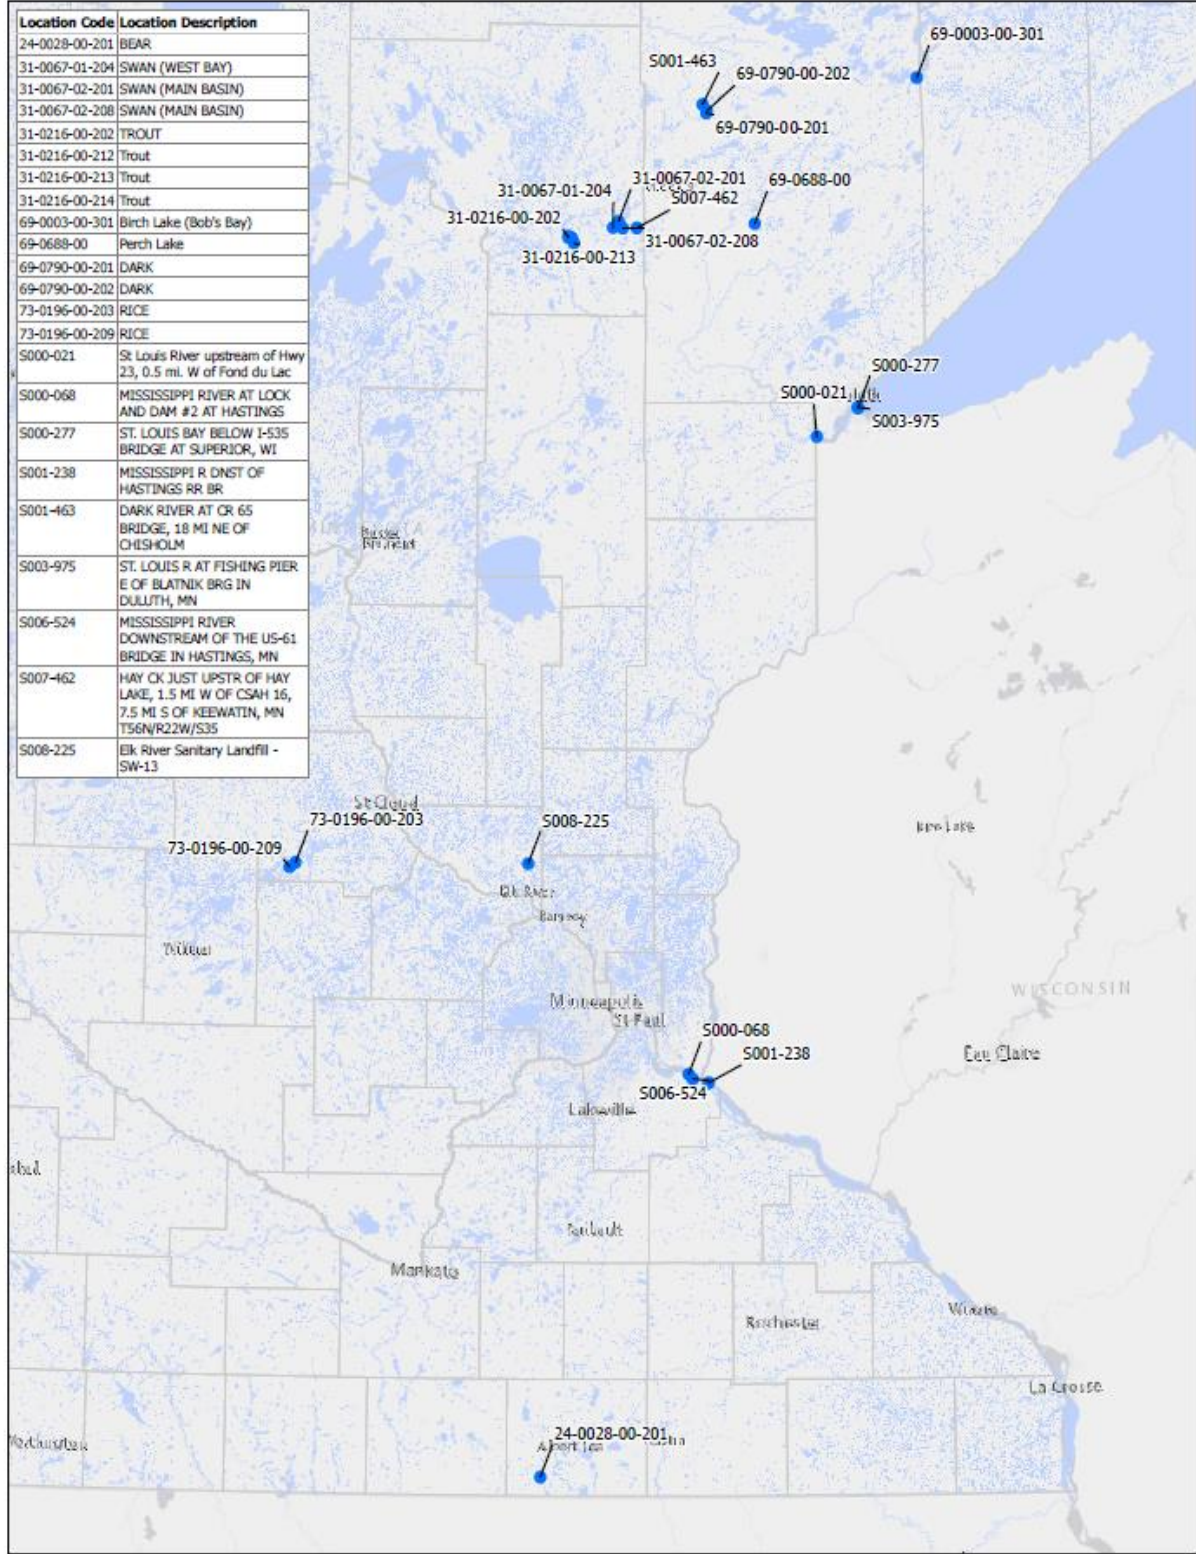 Location Code Location Description
24-0028-00-201 BEAR
31-0067-01-204 SWAN (WEST BAY)
31-0067-02-201 SWAN (MAIN BASIN)
31-0067-02-208 SWAN (MAIN BASIN)
31-0216-00-202 TROUT
31-0216-00-212 Trout
31-0216-00-213 Trout
31-0216-00-214 Trout
69-0003-00-301 Birch Lake (Bob's Bay)
69-0688-00 Perch Lake
69-0790-00-201 DARK
69-0790-00-202 DARK
73-0196-00-203 RICE
73-0196-00-209 RICE
S000-021 St Louis River upstream of Hwy
23, 0.5 mi. W of Fond du Lac
S000-068 MISSISSIPPI RIVER AT LOCK
AND DAM #2 AT HASTINGS
S000-277 ST. LOUIS BAY BELOW I-535
BRIDGE AT SUPERIOR, WI
S001-238 MISSISSIPPI R DNST OF
HASTINGS RR BR
S001-463 DARK RIVER AT CR 65
BRIDGE, 18 MI NE OF
CHISHOLM
S003-975 ST. LOUIS R AT FISHING PIER
E OF BLATNIK BRG IN
DULUTH, MN
S006-524 MISSISSIPPI RIVER
DOWNSTREAM OF THE US-61
BRIDGE IN HASTINGS, MN
S007-462 HAY CK JUST UPSTR OF HAY
LAKE, 1.5 MI W OF CSAH 16,
7.5 MI S OF KEEWATIN, MN
T56N/R22W/S35
S008-225 Elk River Sanitary Landfill -
SW-13
69-0003-00-301
S001-463
69-0790-00-202
69-0790-00-201
31-0067-02-201
31-0067-01-204
69-0688-00
S007-462
31-0216-00-202
31-0067-02-208
31-0216-00-213
S000-277
S000-021
S003-975
St Cloud
73-0196-00-203
S008-225
73-0196-00-209
Elk River
Ramsey
Minneapolis
St Paul
WISCONSIN
S000-068
S001-238
Eau Claire
S006-524
Lakeville
Faribault
Mankato
Winona
Rochester
La Crosse
24-0028-00-201
Albert Lea